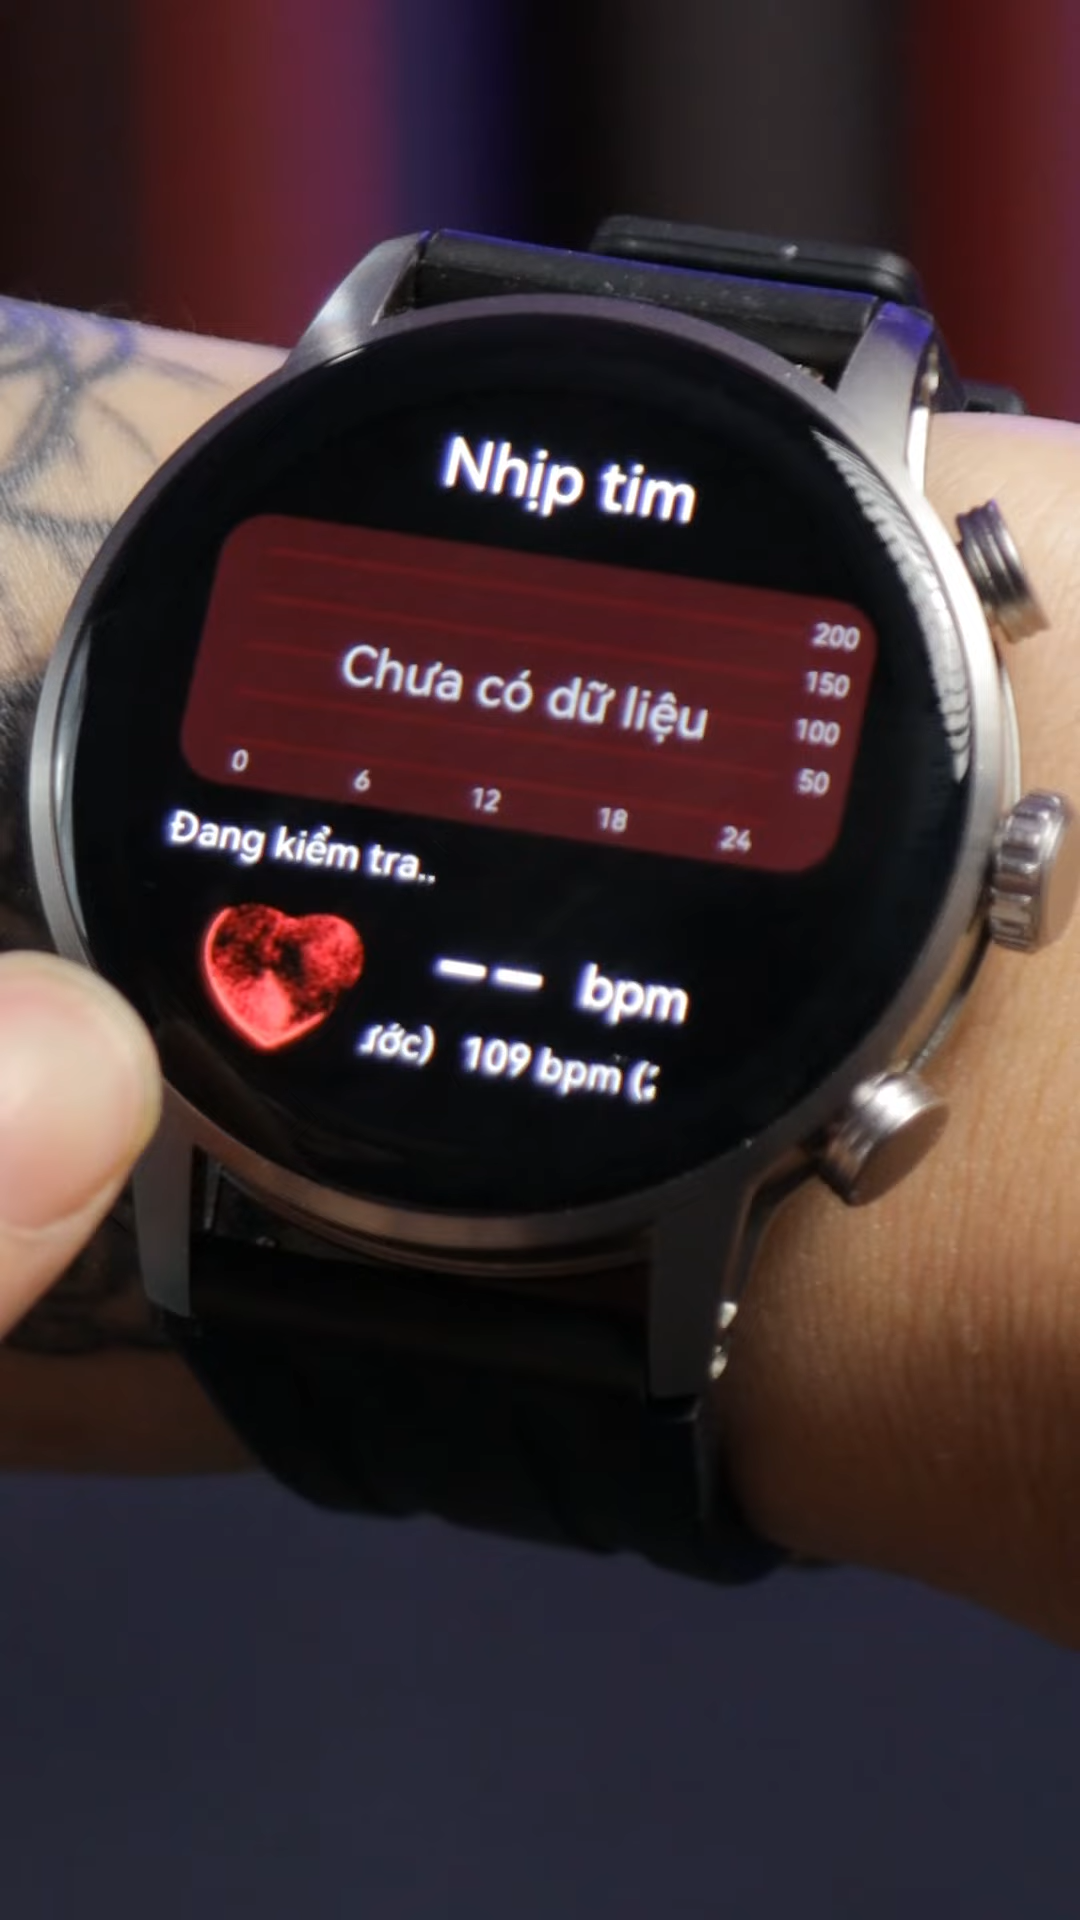 Nhịp tim
200
150
Chưa có dữ liệu
100
50
0 6 12 18 24
Đang kiểm tra..
-- bpm
ước) 109 bpm (